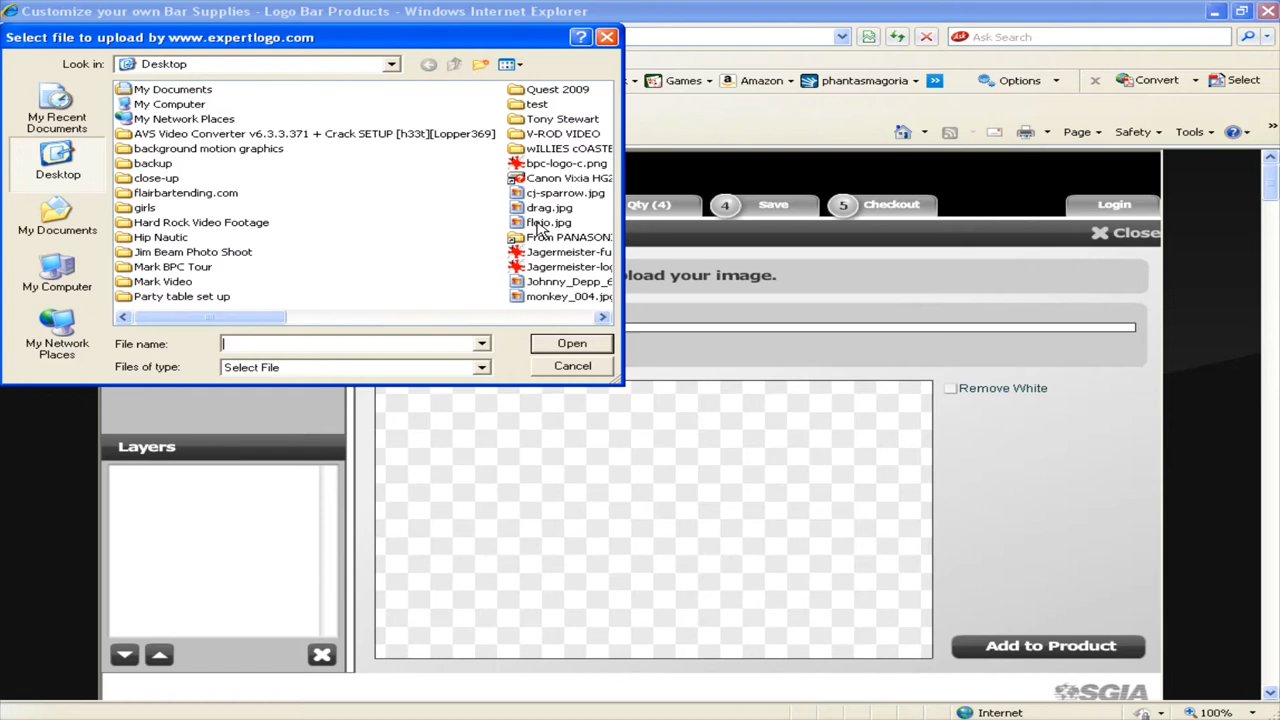 Customize your own Bar Supplies - Logo Bar Products - Windows Internet Explorer
Select file to upload by www.expertlogo.com
Ask Search
Look in: Desktop
Games Amazon phantasmagoria Options Convert Select
Page Safety Tools
My Recent Documents
Desktop
My Documents
My Computer
My Network Places
My Documents
My Computer
My Network Places
AVS Video Converter v6.3.3.371 + Crack SETUP [h33t][Lopper369]
background motion graphics
backup
close-up
flairbartending.com
girls
Hard Rock Video Footage
Hip Nautic
Jim Beam Photo Shoot
Mark BPC Tour
Mark Video
Party table set up
Quest 2009
test
Tony Stewart
V-ROD VIDEO
wILLIES cOASTE
bpc-logo-c.png
Canon Vixia HG2
cj-sparrow.jpg
drag.jpg
.jpg
From PANASONI
Jagermeister-fu
Jagermeister-log
Johnny_Depp_6
monkey_004.jpg
File name: Open
Files of type: Select File Cancel
Qty (4) 4 Save 5 Checkout Login
Close
load your image.
Remove White
Layers
Add to Product
SGIA
Internet 100%